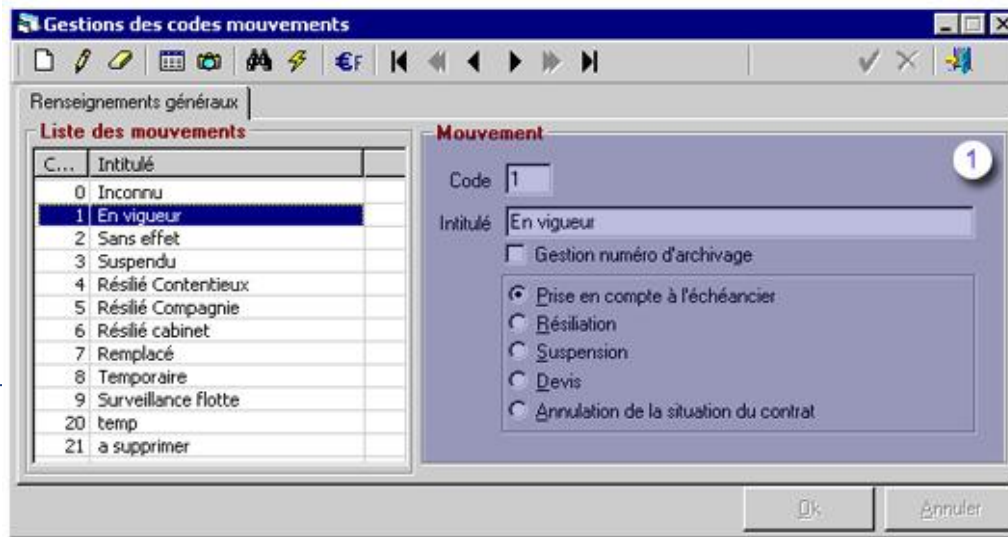 Gestions des codes mouvements
€F
Renseignements généraux
Liste des mouvements
C... Intitulé
0 Inconnu
1 En vigueur
2 Sans effet
3 Suspendu
4 Résilié Contentieux
5 Résilié Compagnie
6 Résilié cabinet
7 Remplacé
8 Temporaire
9 Surveillance flotte
20 temp
21 a supprimer
Mouvement
1
Code 1
Intitulé En vigueur
Gestion numéro d'archivage
Prise en compte à l'échéancier
Résiliation
Suspension
Devis
Annulation de la situation du contrat
Ok Annuler